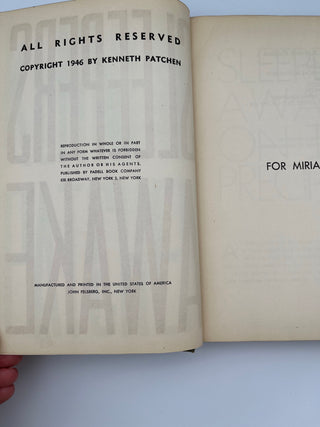 ALL RIGHTS RESERVED
COPYRIGHT 1946 BY KENNETH PATCHEN
REPRODUCTION IN WHOLE OR IN PART
IN ANY FORM WHATEVER IS FORBIDDEN
WITHOUT THE WRITTEN CONSENT OF
THE AUTHOR OR HIS AGENTS.
PUBLISHED BY PADELL BOOK COMPANY
830 BROADWAY, NEW YORK 3, NEW YORK
MANUFACTURED AND PRINTED IN THE UNITED STATES OF AMERICA
JOHN FELSBERG, INC., NEW YORK
FOR MIRIA